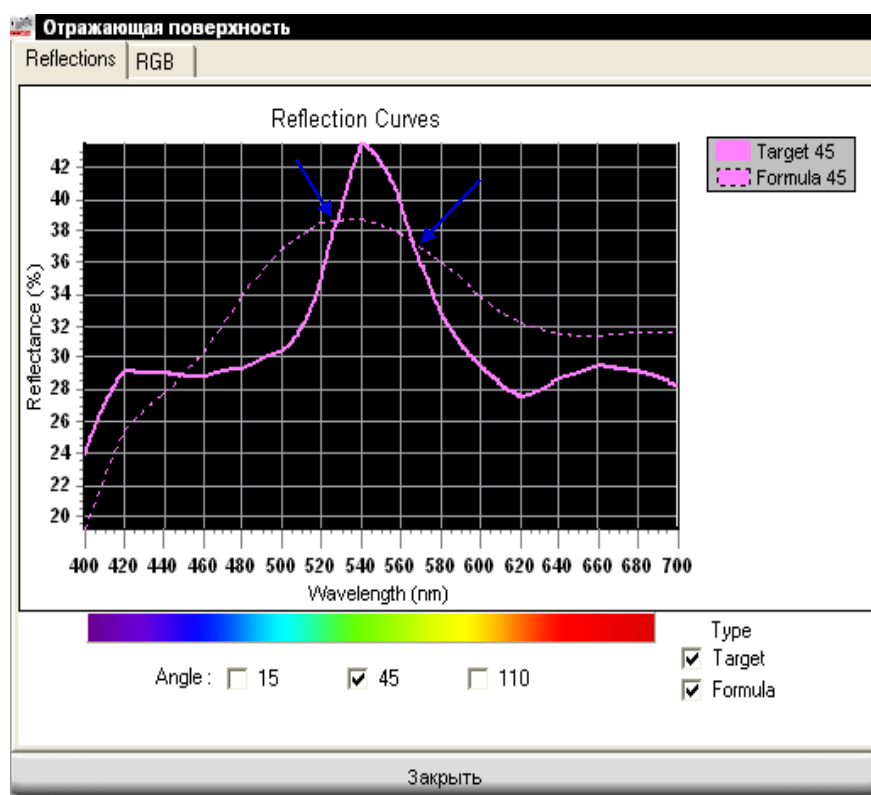 Отражающая поверхность
Reflections RGB
Reflection Curves
Target 45
Formula 45
Reflectance (%)
42
40
38
36
34
32
30
28
26
24
22
20
400 420 440 460 480 500 520 540 560 580 600 620 640 660 680 700
Wavelength (nm)
Type
Angle : 15 45 110
Target
Formula
Закрыть